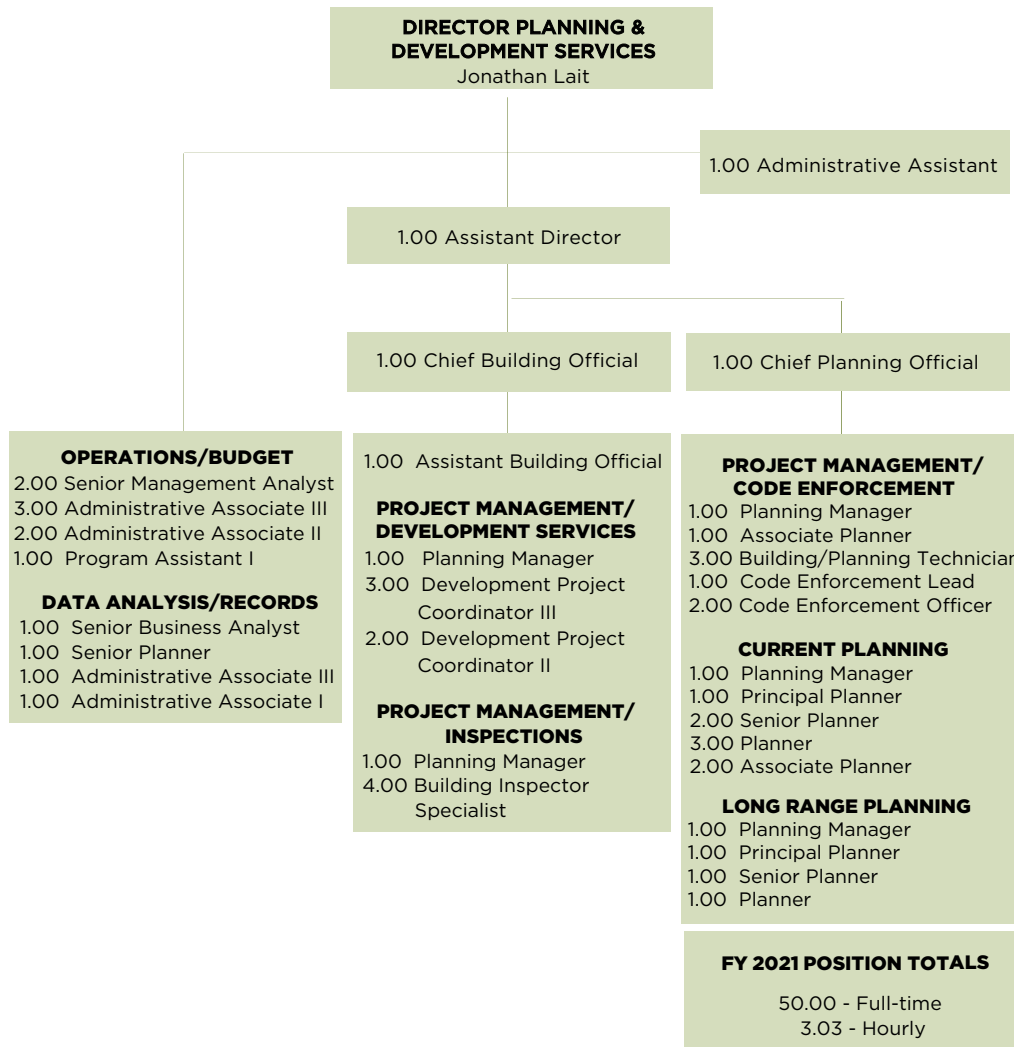 DIRECTOR PLANNING &
DEVELOPMENT SERVICES
Jonathan Lait
1.00 Administrative Assistant
1.00 Assistant Director
1.00 Chief Building Official
1.00 Chief Planning Official
OPERATIONS/BUDGET
2.00 Senior Management Analyst
3.00 Administrative Associate III
2.00 Administrative Associate II
1.00 Program Assistant I
DATA ANALYSIS/RECORDS
1.00 Senior Business Analyst
1.00 Senior Planner
1.00 Administrative Associate III
1.00 Administrative Associate I
1.00 Assistant Building Official
PROJECT MANAGEMENT/
DEVELOPMENT SERVICES
1.00 Planning Manager
3.00 Development Project
Coordinator III
2.00 Development Project
Coordinator II
PROJECT MANAGEMENT/
INSPECTIONS
1.00 Planning Manager
4.00 Building Inspector
Specialist
PROJECT MANAGEMENT/
CODE ENFORCEMENT
1.00 Planning Manager
1.00 Associate Planner
3.00 Building/Planning Technician
1.00 Code Enforcement Lead
2.00 Code Enforcement Officer
CURRENT PLANNING
1.00 Planning Manager
1.00 Principal Planner
2.00 Senior Planner
3.00 Planner
2.00 Associate Planner
LONG RANGE PLANNING
1.00 Planning Manager
1.00 Principal Planner
1.00 Senior Planner
1.00 Planner
FY 2021 POSITION TOTALS
50.00 - Full-time
3.03 - Hourly